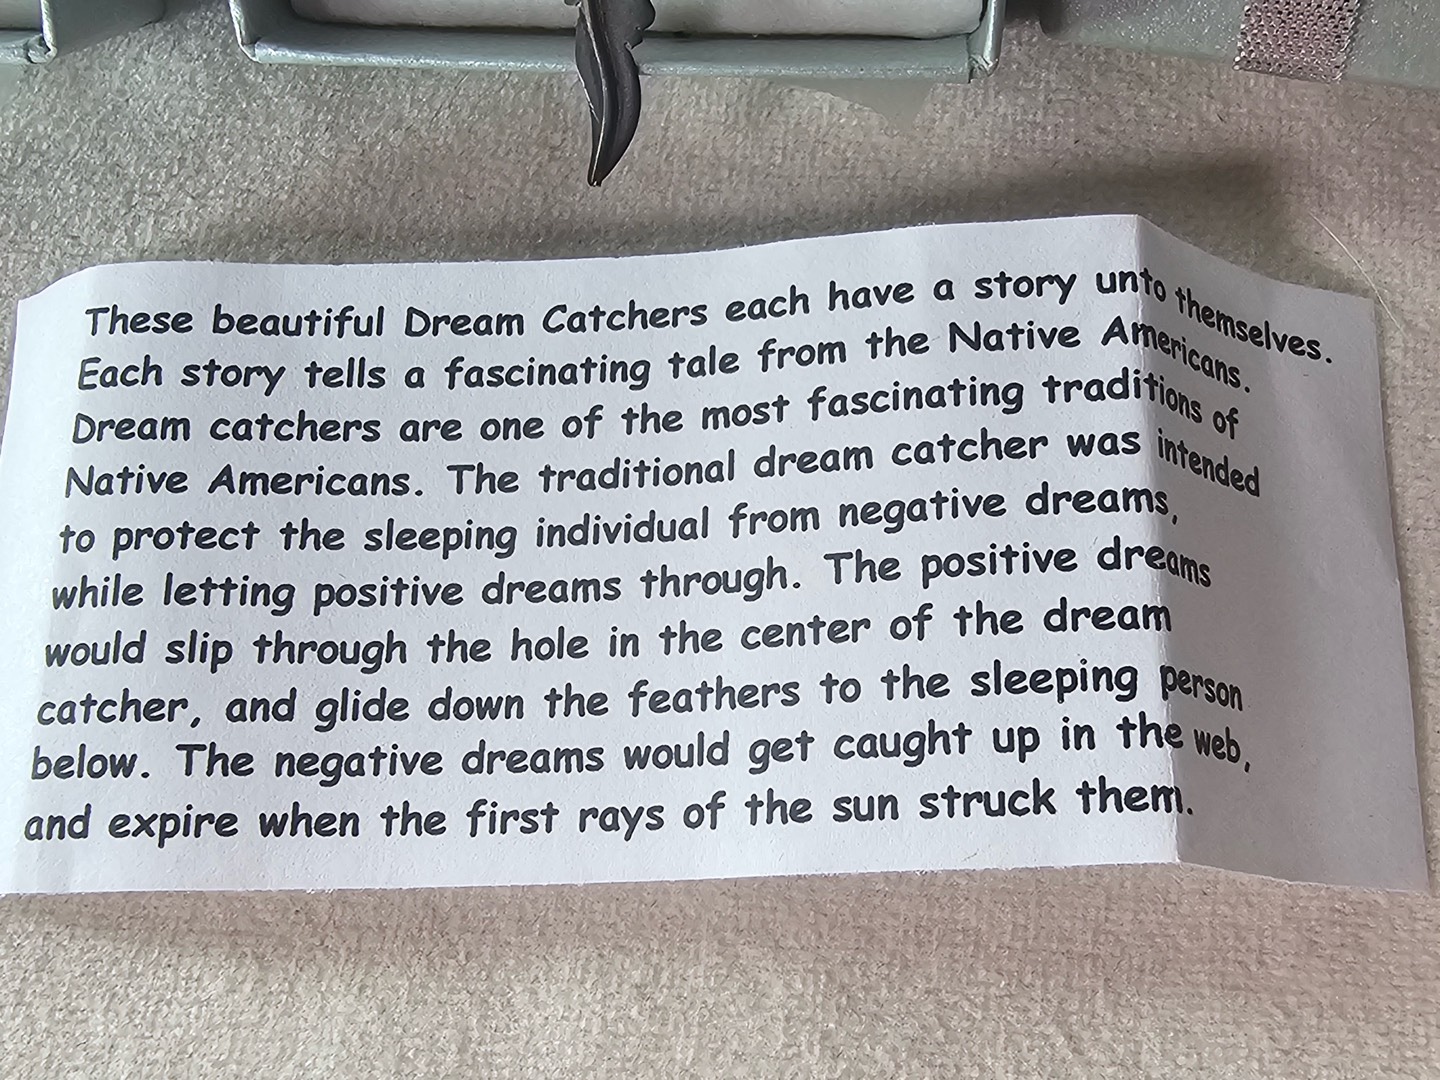 These beautiful Dream Catchers each have a story unto themselves.
Each story tells a fascinating tale from the Native Americans.
Dream catchers are one of the most fascinating traditions of
Native Americans. The traditional dream catcher was intended
to protect the sleeping individual from negative dreams,
while letting positive dreams through. The positive dreams
would slip through the hole in the center of the dream
catcher, and glide down the feathers to the sleeping person
below. The negative dreams would get caught up in the web,
and expire when the first rays of the sun struck them.